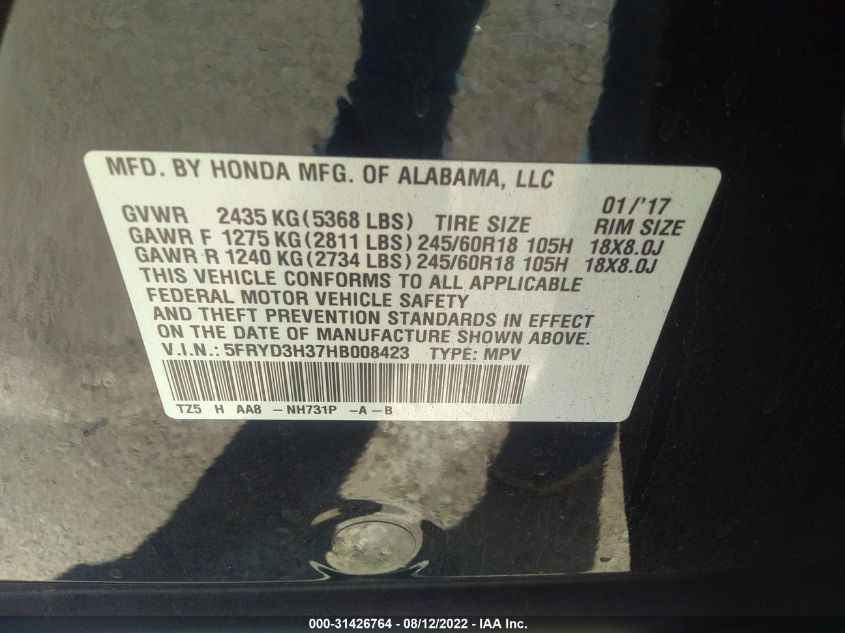 MFD. BY HONDA MFG. OF ALABAMA, LLC
01/'17
GVWR 2435 KG (5368 LBS) TIRE SIZE RIM SIZE
GAWR F 1275 KG (2811 LBS) 245/60R18 105H 18X8.0J
GAWR R 1240 KG (2734 LBS) 245/60R18 105H 18X8.0J
THIS VEHICLE CONFORMS TO ALL APPLICABLE
FEDERAL MOTOR VEHICLE SAFETY
AND THEFT PREVENTION STANDARDS IN EFFECT
ON THE DATE OF MANUFACTURE SHOWN ABOVE.
V.I.N.: 5FRYD3H37HB008423 TYPE: MPV
TZ5 H AA8 - NH731P - A - B
000-31426764 - 08/12/2022 - IAA Inc.